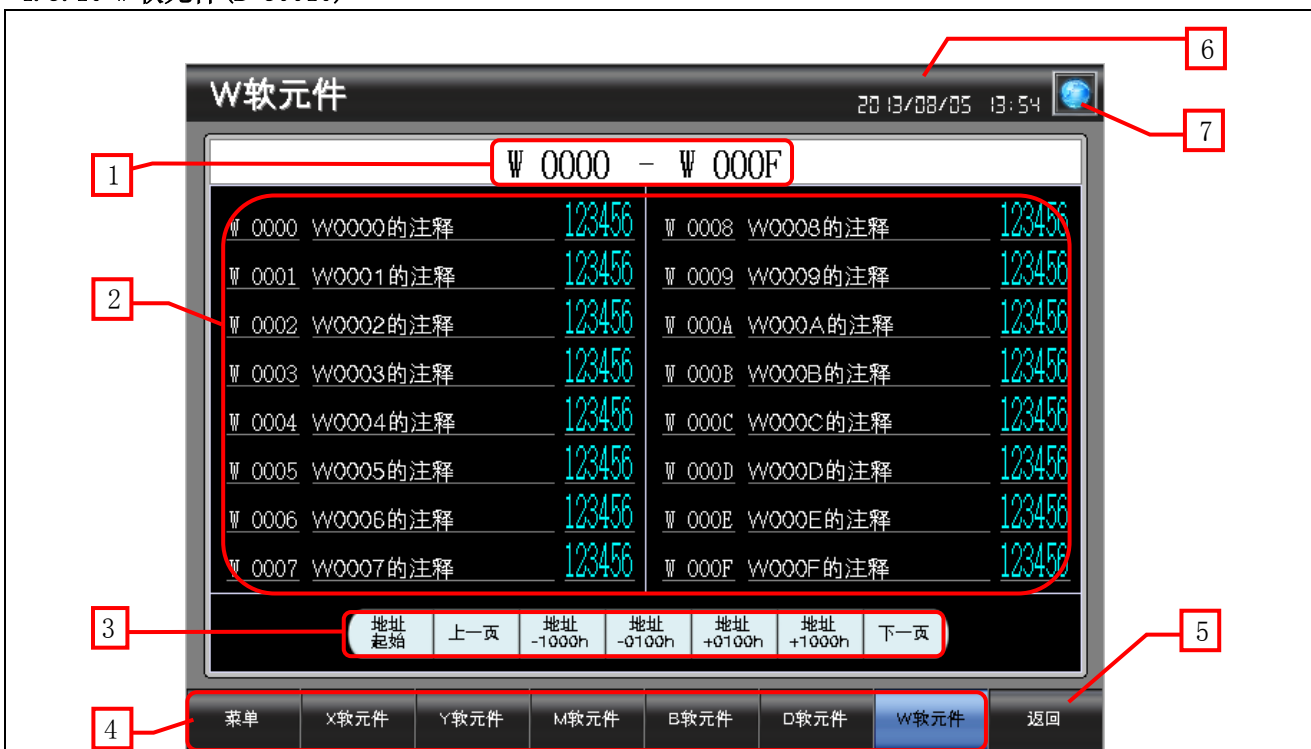 6
W软元件
2013/08/05 13:54
7
1
W 0000 - W 000F
2
W 0000 W0000的注释 123456 W 0008 W0008的注释 123456
W 0001 W0001的注释 123456 W 0009 W0009的注释 123456
W 0002 W0002的注释 123456 W 000A W000A的注释 123456
W 0003 W0003的注释 123456 W 000B W000B的注释 123456
W 0004 W0004的注释 123456 W 000C W000C的注释 123456
W 0005 W0005的注释 123456 W 000D W000D的注释 123456
W 0006 W0006的注释 123456 W 000E W000E的注释 123456
W 0007 W0007的注释 123456 W 000F W000F的注释 123456
3
地址 起始 上一页 地址 -1000h 地址 -0100h 地址 +0100h 地址 +1000h 下一页
5
4
菜单 X软元件 Y软元件 M软元件 B软元件 D软元件 W软元件 返回